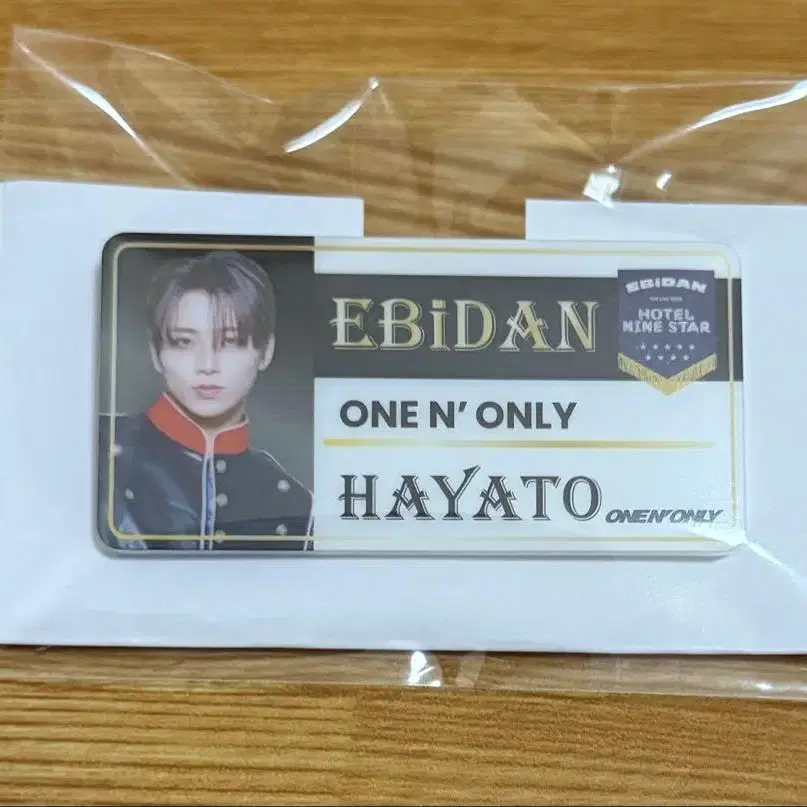 EBiDAN
EBiDAN
HOTEL
NINE STAR
ONE N' ONLY
HAYATO
ONE N' ONLY